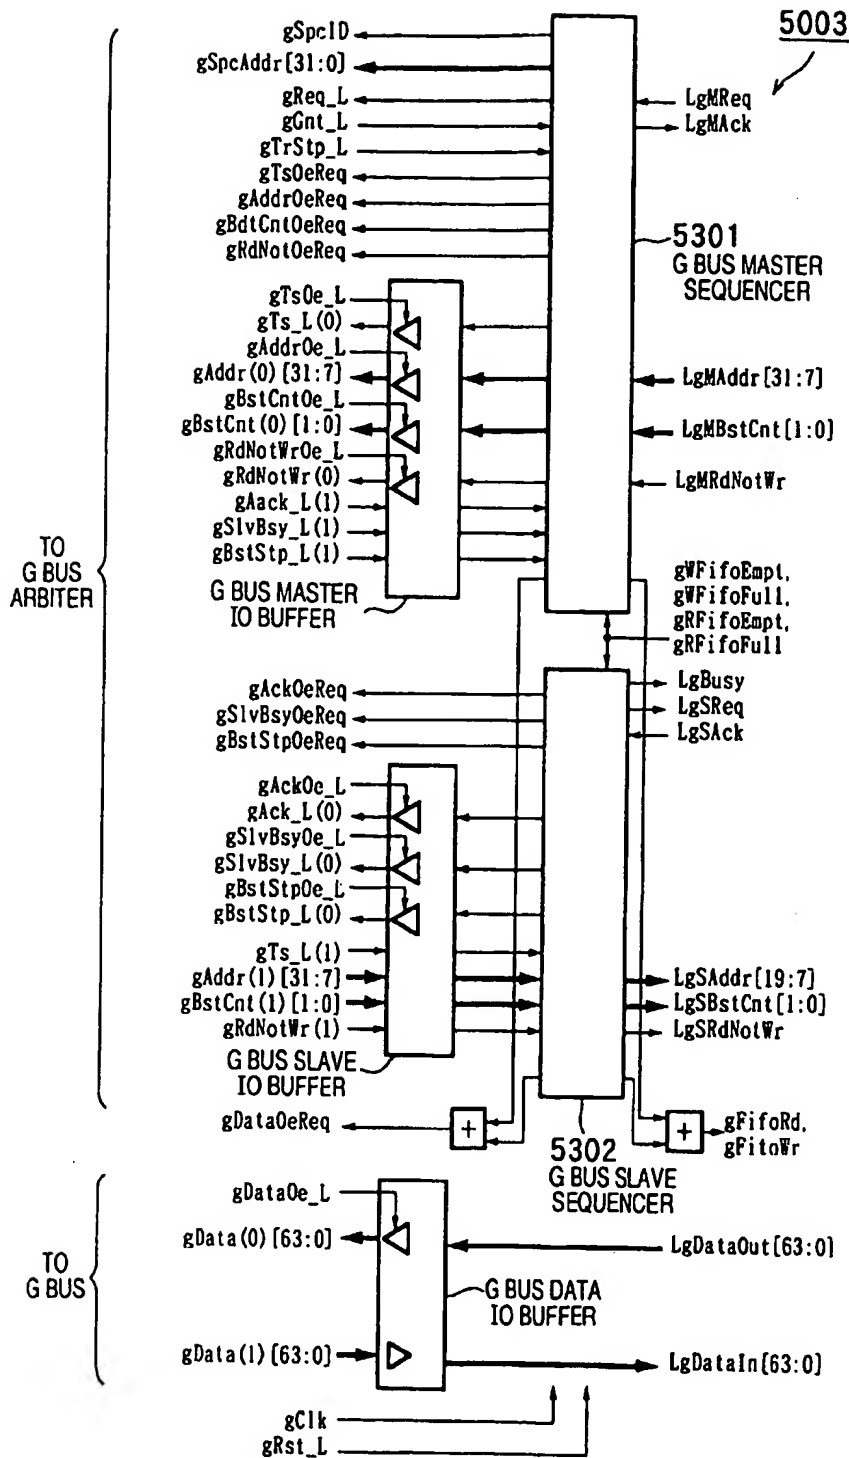 5003
gSpcID
gSpcAddr[31:0]
gReq_L
gGnt_L
gTrStp_L
gTsOeReq
gAddrOeReq
gBdtCntOeReq
gRdNotOeReq
LgMReq
LgMAck
5301
G BUS MASTER
SEQUENCER
gTsOe_L
gTs_L(0)
gAddrOe_L
gAddr(0)[31:7]
gBstCntOe_L
gBstCnt(0)[1:0]
gRdNotWrOe_L
gRdNotWr(0)
gAack_L(1)
gSlvBsy_L(1)
gBstStp_L(1)
LgMAddr[31:7]
LgMBstCnt[1:0]
LgMRdNotWr
TO
G BUS
ARBITER
G BUS MASTER
IO BUFFER
gWFifoEmpt,
gWFifoFull,
gRFifoEmpt,
gRFifoFull
gAckOeReq
gSlvBsyOeReq
gBstStpOeReq
LgBusy
LgSReq
LgSAck
gAckOe_L
gAck_L(0)
gSlvBsyOe_L
gSlvBsy_L(0)
gBstStpOe_L
gBstStp_L(0)
gTs_L(1)
gAddr(1)[31:7]
gBstCnt(1)[1:0]
gRdNotWr(1)
LgSAddr[19:7]
LgSBstCnt[1:0]
LgSRdNotWr
G BUS SLAVE
IO BUFFER
gDataOeReq
+
+
gFifoRd,
gFitoWr
5302
G BUS SLAVE
SEQUENCER
TO
G BUS
gDataOe_L
gData(0)[63:0]
LgDataOut[63:0]
G BUS DATA
IO BUFFER
gData(1)[63:0]
LgDataIn[63:0]
gClk
gRst_L